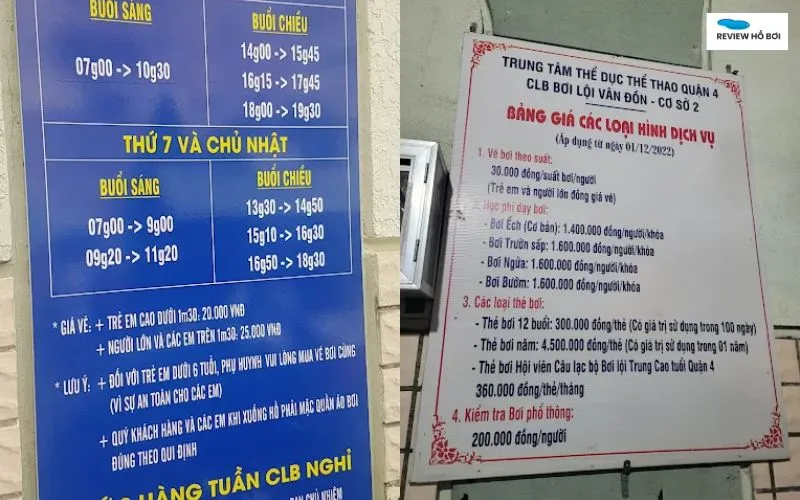 BUỔI SÁNG
BUỔI CHIỀU
07g00 -> 10g30
14g00 -> 15g45
16g15 -> 17g45
18g00 -> 19g30
THỨ 7 VÀ CHỦ NHẬT
BUỔI SÁNG
BUỔI CHIỀU
07g00 -> 9g00
09g20 -> 11g20
13g30 -> 14g50
15g10 -> 16g30
16g50 -> 18g30
* GIÁ VÉ: + TRẺ EM CAO DƯỚI 1m30: 20.000 VNĐ
+ NGƯỜI LỚN VÀ CÁC EM TRÊN 1m30: 25.000 VNĐ
* LƯU Ý: + ĐỐI VỚI TRẺ EM DƯỚI 6 TUỔI, PHỤ HUYNH VUI LÒNG MUA VÉ BƠI CÙNG
(VÌ SỰ AN TOÀN CHO CÁC EM)
+ QUÝ KHÁCH HÀNG VÀ CÁC EM KHI XUỐNG HỒ PHẢI MẶC QUẦN ÁO BƠI
ĐÚNG THEO QUI ĐỊNH
HÀNG TUẦN CLB NGHỈ
CHỦ NHIỆM
REVIEW HỒ BƠI
TRUNG TÂM THỂ DỤC THỂ THAO QUẬN 4
CLB BƠI LỘI VÂN ĐỒN - CƠ SỞ 2
BẢNG GIÁ CÁC LOẠI HÌNH DỊCH VỤ
(Áp dụng từ ngày 01/12/2022)
1. Vé bơi theo suất:
30.000 đồng/suất bơi/người
(Trẻ em và người lớn đồng giá vé)
2. Học phí dạy bơi:
- Bơi Ếch (Cơ bản): 1.400.000 đồng/người/khóa
- Bơi Trườn sấp: 1.600.000 đồng/người/khóa
- Bơi Ngửa: 1.600.000 đồng/người/khóa
- Bơi Bướm: 1.600.000 đồng/người/khóa
3. Các loại thẻ bơi:
- Thẻ bơi 12 buổi: 300.000 đồng/thẻ (Có giá trị sử dụng trong 100 ngày)
- Thẻ bơi năm: 4.500.000 đồng/thẻ (Có giá trị sử dụng trong 01 năm)
- Thẻ bơi Hội viên Câu lạc bộ Bơi lội Trung Cao tuổi Quận 4
360.000 đồng/thẻ/tháng
4. Kiểm tra Bơi phổ thông:
200.000 đồng/người